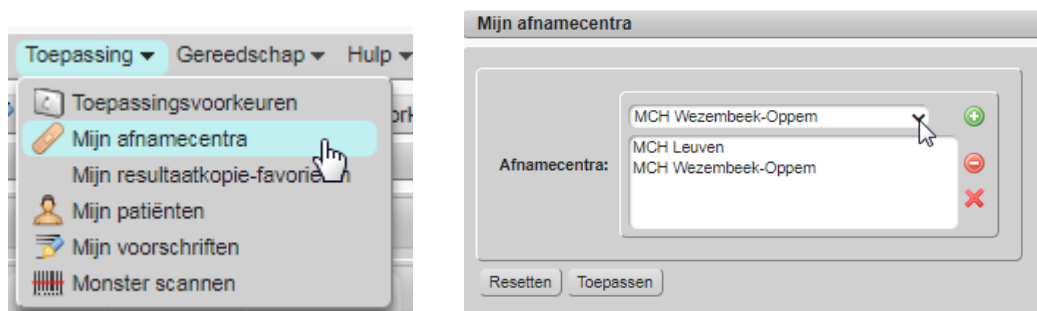 Toepassing Gereedschap Hulp
Toepassingsvoorkeuren
Mijn afnamecentra
Mijn resultaatkopie-favorieten
Mijn patiënten
Mijn voorschriften
Monster scannen
Mijn afnamecentra
MCH Wezembeek-Oppem
Afnamecentra:
MCH Leuven
MCH Wezembeek-Oppem
Resetten Toepassen